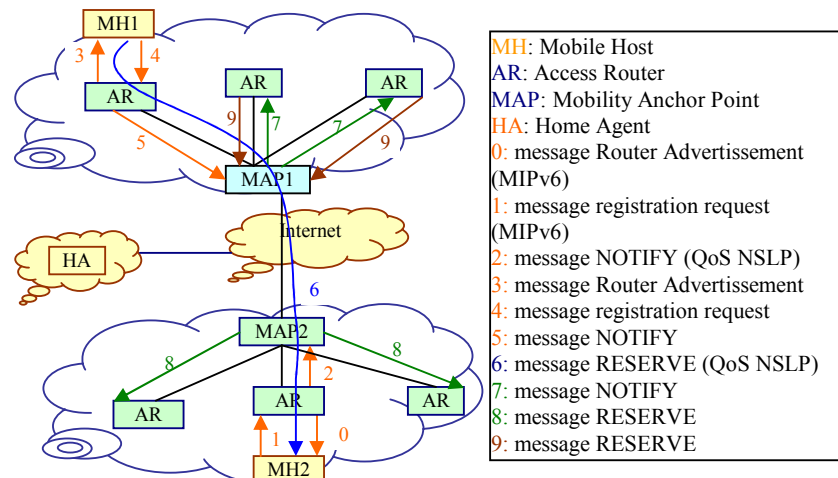 MH1
3
4
AR
AR
AR
9
7
7
9
5
MAP1
Internet
HA
6
MAP2
8
8
2
AR
AR
AR
1
0
MH2
MH: Mobile Host
AR: Access Router
MAP: Mobility Anchor Point
HA: Home Agent
0: message Router Advertissement
(MIPv6)
1: message registration request
(MIPv6)
2: message NOTIFY (QoS NSLP)
3: message Router Advertisement
4: message registration request
5: message NOTIFY
6: message RESERVE (QoS NSLP)
7: message NOTIFY
8: message RESERVE
9: message RESERVE